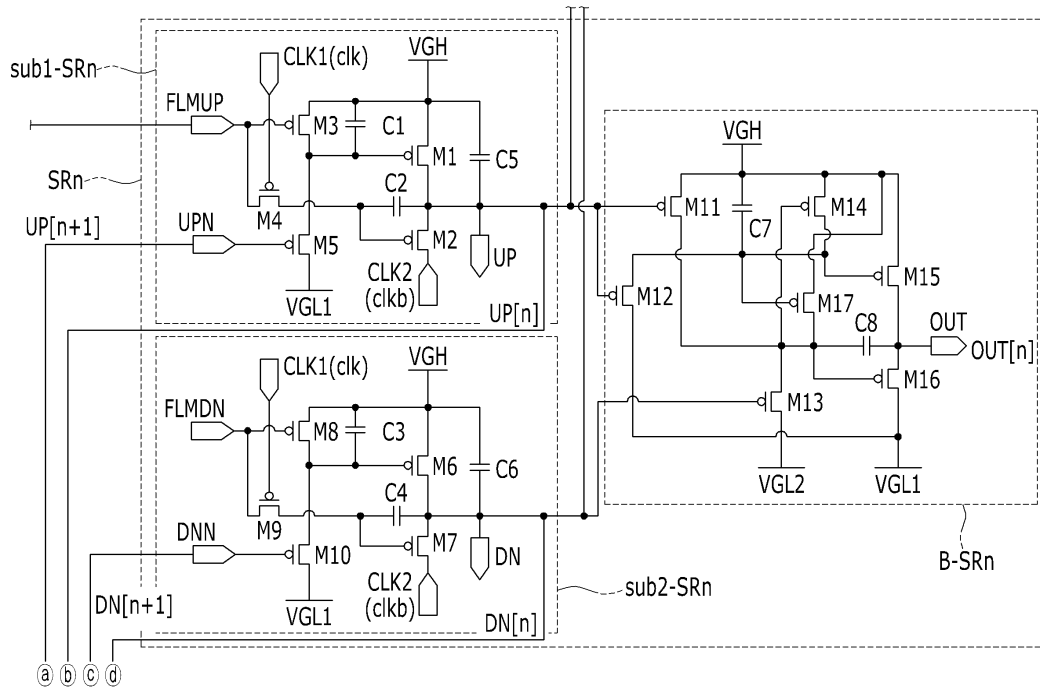 sub1-SRn
SRn
CLK1(clk)
VGH
FLMUP
M3
C1
M1
C5
C2
M4
UPN
UP[n+1]
M5
M2
CLK2
(clkb)
UP
VGL1
UP[n]
VGH
M11
C7
M14
M12
M17
M15
C8
OUT
OUT[n]
M16
M13
VGL2
VGL1
B-SRn
CLK1(clk)
VGH
FLMDN
M8
C3
M6
C6
C4
M9
DNN
M10
M7
CLK2
(clkb)
DN
DN[n+1]
VGL1
DN[n]
sub2-SRn
ⓐ ⓑ ⓒ ⓓ